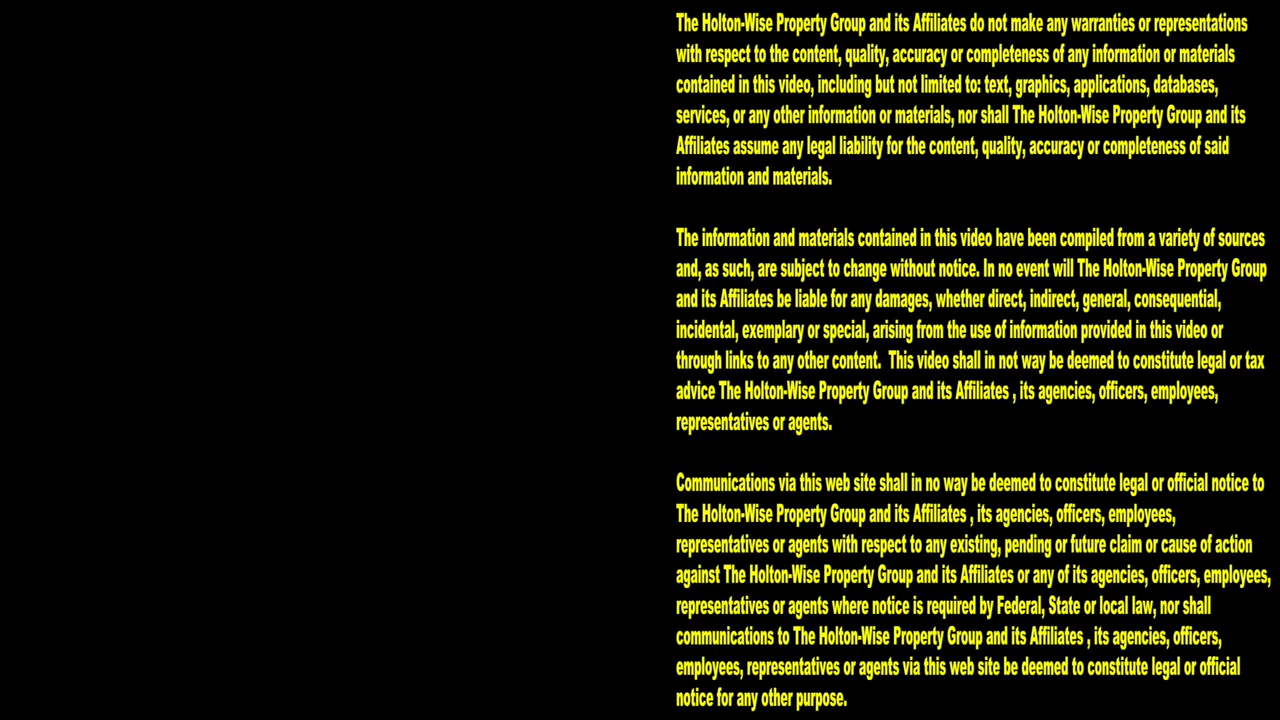 The Holton-Wise Property Group and its Affiliates do not make any warranties or representations
with respect to the content, quality, accuracy or completeness of any information or materials
contained in this video, including but not limited to: text, graphics, applications, databases,
services, or any other information or materials, nor shall The Holton-Wise Property Group and its
Affiliates assume any legal liability for the content, quality, accuracy or completeness of said
information and materials.

The information and materials contained in this video have been compiled from a variety of sources
and, as such, are subject to change without notice. In no event will The Holton-Wise Property Group
and its Affiliates be liable for any damages, whether direct, indirect, general, consequential,
incidental, exemplary or special, arising from the use of information provided in this video or
through links to any other content.  This video shall in not way be deemed to constitute legal or tax
advice The Holton-Wise Property Group and its Affiliates , its agencies, officers, employees,
representatives or agents.

Communications via this web site shall in no way be deemed to constitute legal or official notice to
The Holton-Wise Property Group and its Affiliates , its agencies, officers, employees,
representatives or agents with respect to any existing, pending or future claim or cause of action
against The Holton-Wise Property Group and its Affiliates or any of its agencies, officers, employees,
representatives or agents where notice is required by Federal, State or local law, nor shall
communications to The Holton-Wise Property Group and its Affiliates , its agencies, officers,
employees, representatives or agents via this web site be deemed to constitute legal or official
notice for any other purpose.